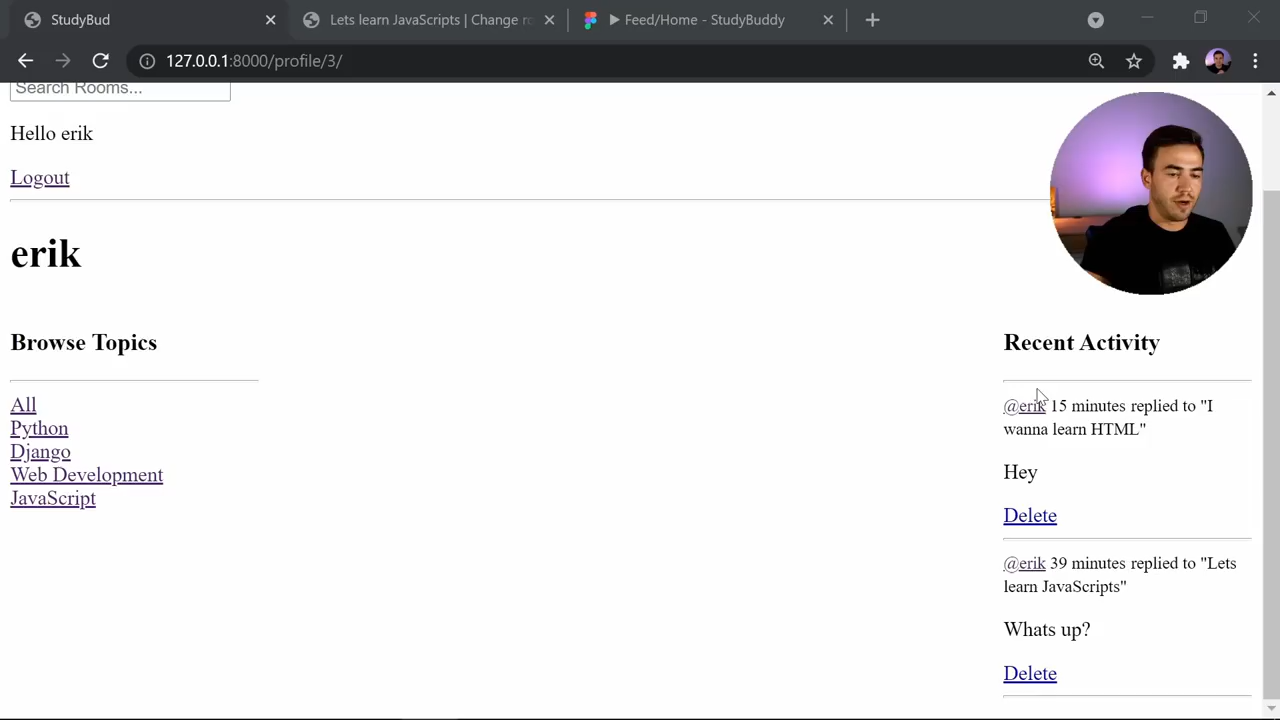 StudyBud
Lets learn JavaScripts | Change ro
Feed/Home - StudyBuddy
127.0.0.1:8000/profile/3/
Search Rooms...
Hello erik
Logout
erik
Browse Topics
All
Python
Django
Web Development
JavaScript
Recent Activity
@erik 15 minutes replied to "I
wanna learn HTML"
Hey
Delete
@erik 39 minutes replied to "Lets
learn JavaScripts"
Whats up?
Delete